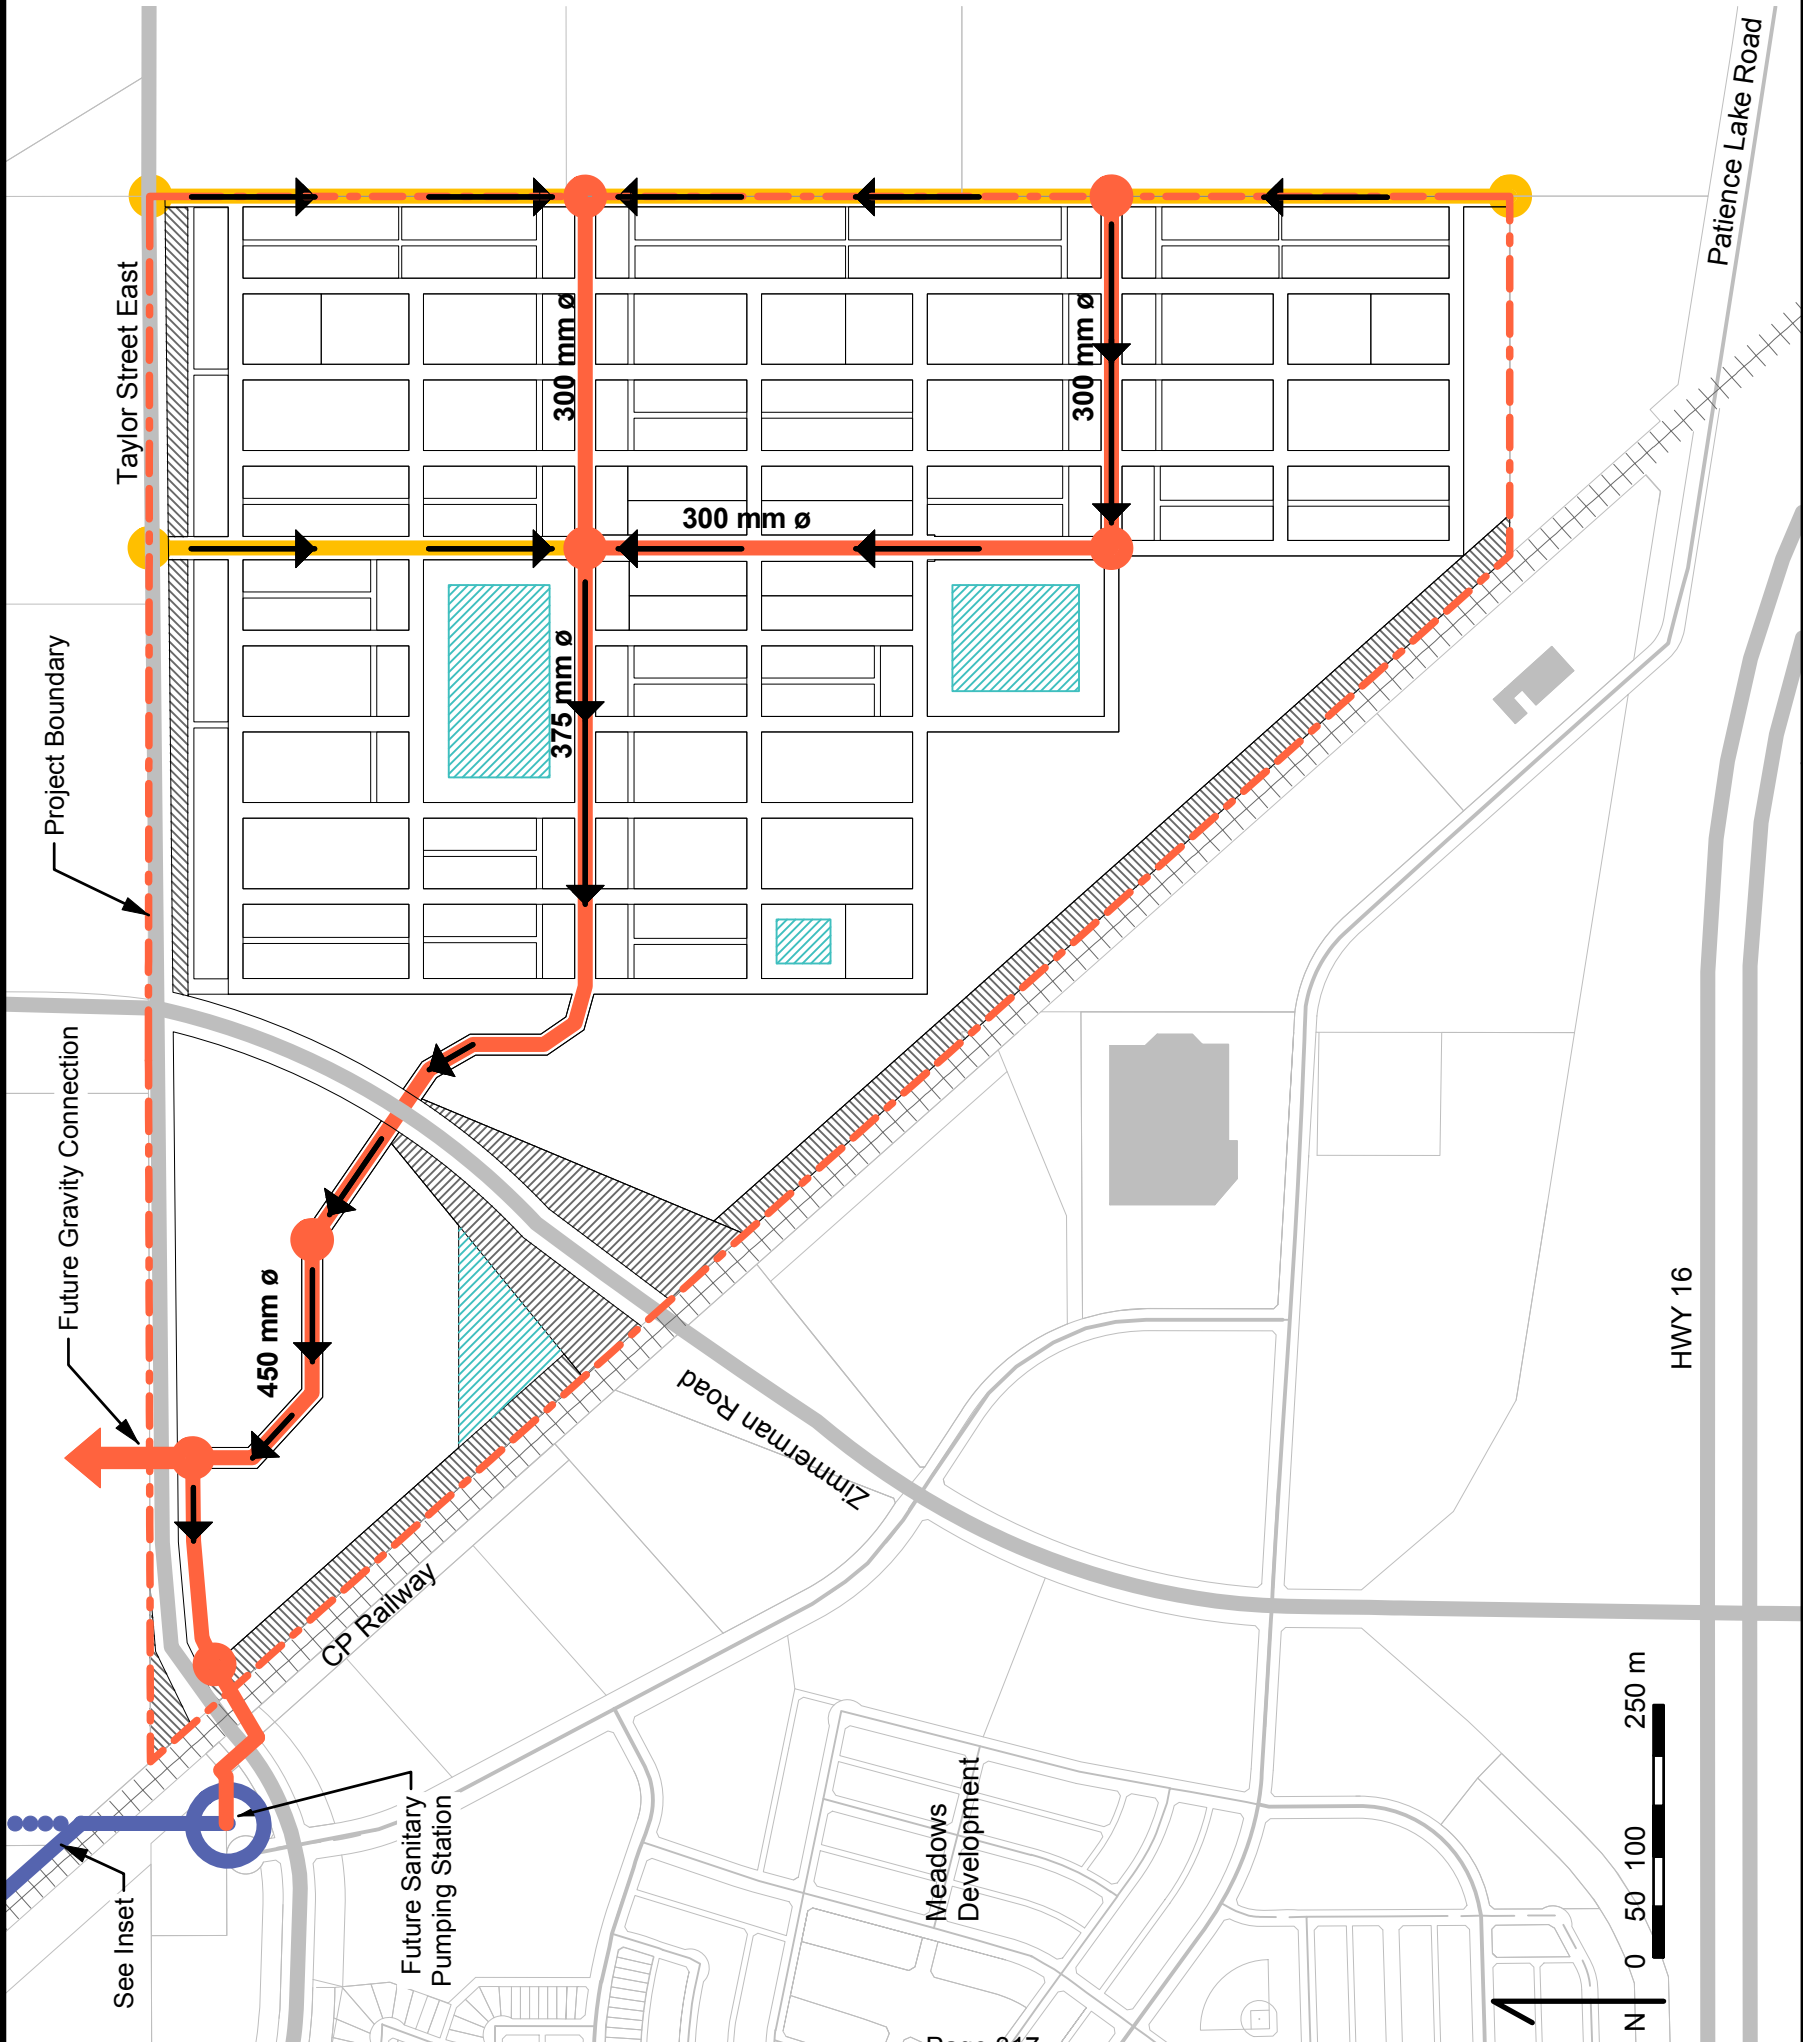 Patience Lake Road
Taylor Street East
300 mm ø
300 mm ø
300 mm ø
Project Boundary
375 mm ø
Future Gravity Connection
450 mm ø
Zimmerman Road
HWY 16
CP Railway
Meadows
Development
Future Sanitary
Pumping Station
See Inset
0 50 100 250 m
N